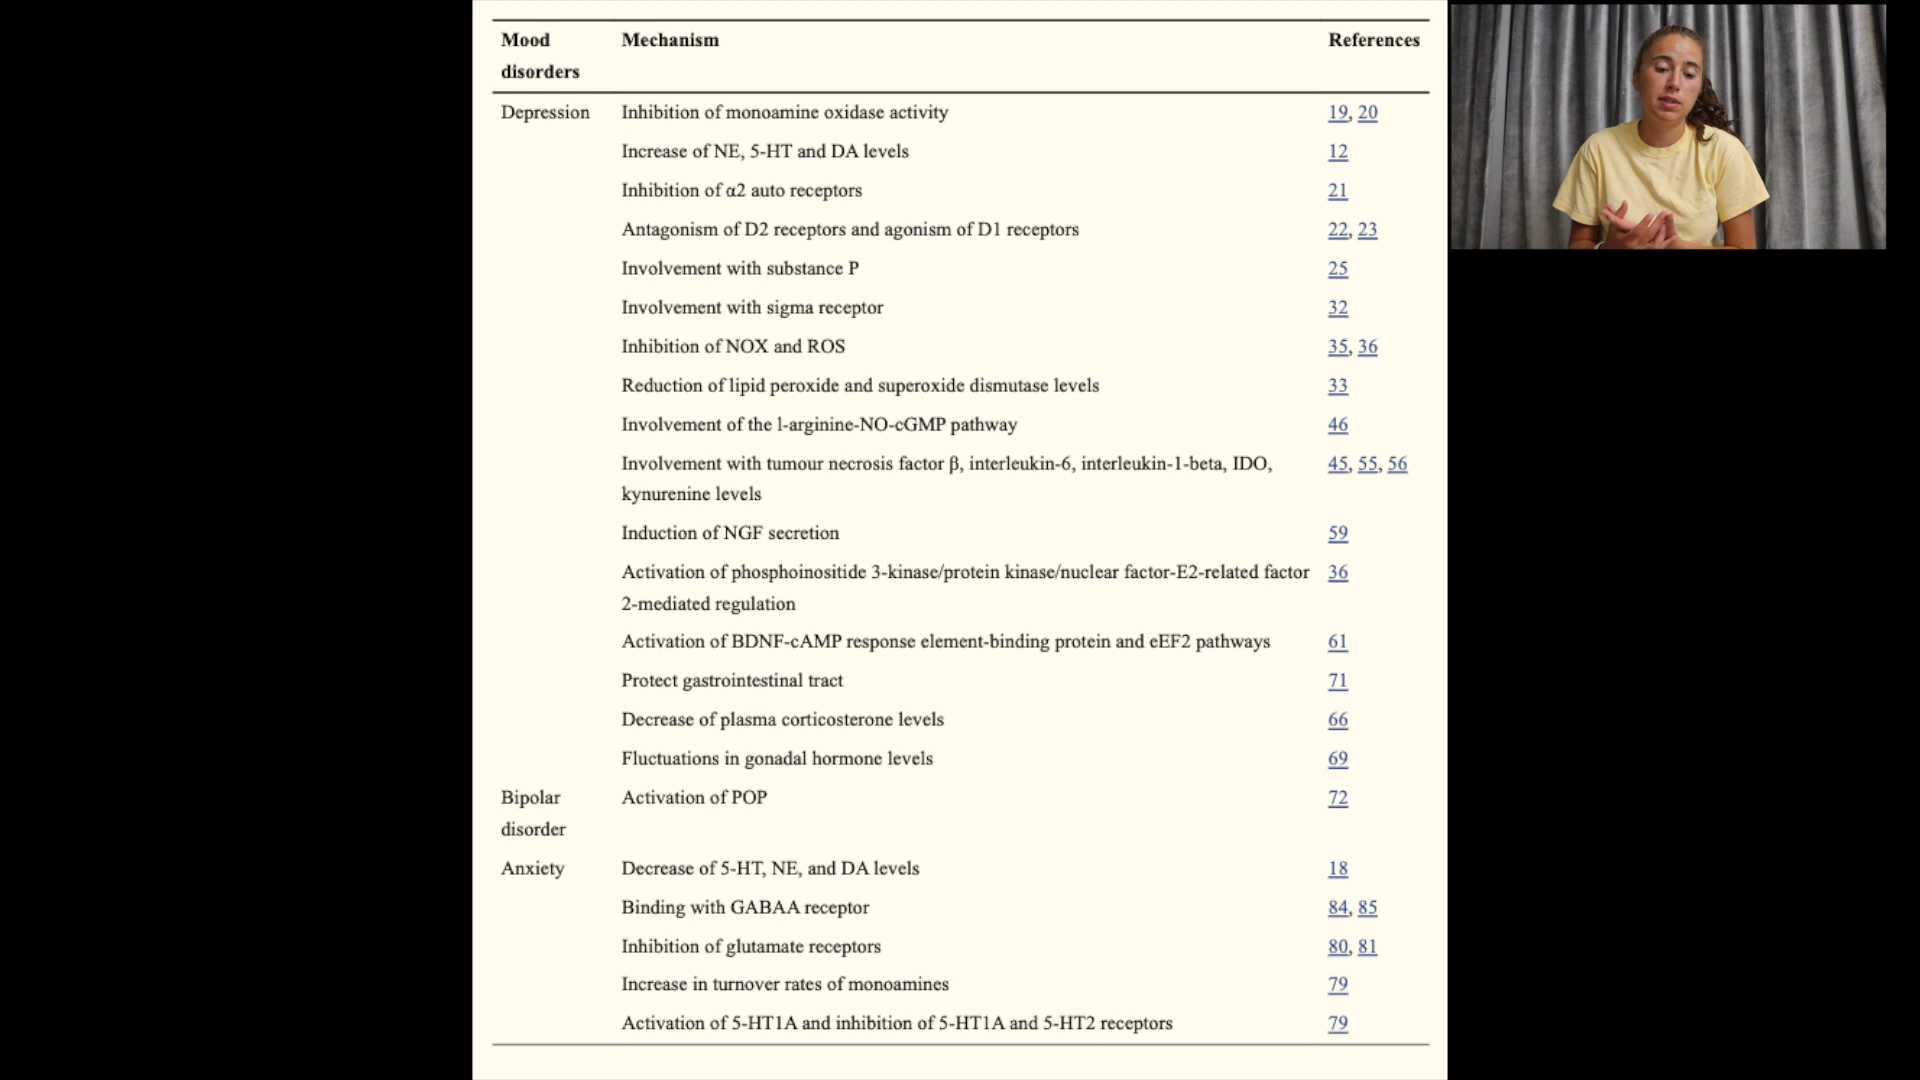 Mood
disorders
Mechanism
References
Depression
Inhibition of monoamine oxidase activity
19, 20
Increase of NE, 5-HT and DA levels
12
Inhibition of α2 auto receptors
21
Antagonism of D2 receptors and agonism of D1 receptors
22, 23
Involvement with substance P
25
Involvement with sigma receptor
32
Inhibition of NOX and ROS
35, 36
Reduction of lipid peroxide and superoxide dismutase levels
33
Involvement of the l-arginine-NO-cGMP pathway
46
Involvement with tumour necrosis factor β, interleukin-6, interleukin-1-beta, IDO,
kynurenine levels
45, 55, 56
Induction of NGF secretion
59
Activation of phosphoinositide 3-kinase/protein kinase/nuclear factor-E2-related factor
2-mediated regulation
36
Activation of BDNF-cAMP response element-binding protein and eEF2 pathways
61
Protect gastrointestinal tract
71
Decrease of plasma corticosterone levels
66
Fluctuations in gonadal hormone levels
69
Bipolar
disorder
Activation of POP
72
Anxiety
Decrease of 5-HT, NE, and DA levels
18
Binding with GABAA receptor
84, 85
Inhibition of glutamate receptors
80, 81
Increase in turnover rates of monoamines
79
Activation of 5-HT1A and inhibition of 5-HT1A and 5-HT2 receptors
79